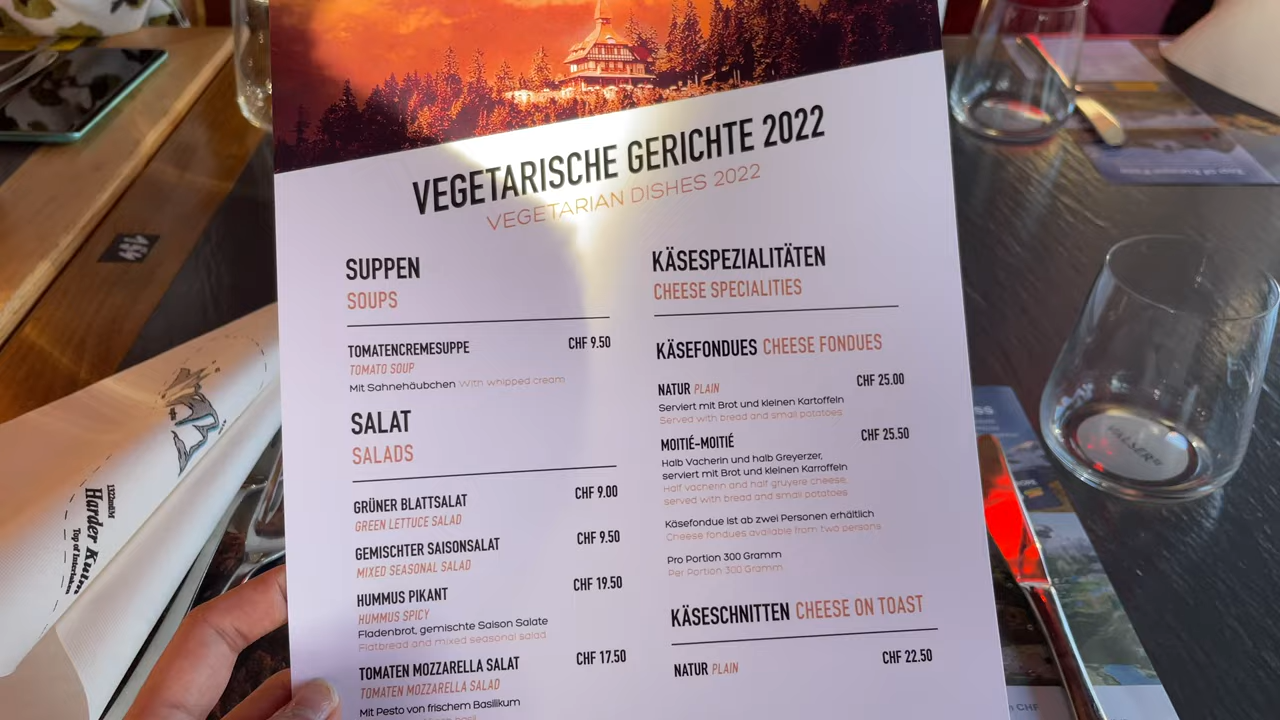 VEGETARISCHE GERICHTE 2022
VEGETARIAN DISHES 2022
SUPPEN
SOUPS
TOMATENCREMESUPPE CHF 9.50
TOMATO SOUP
Mit Sahnehäubchen With whipped cream
SALAT
SALADS
GRÜNER BLATTSALAT CHF 9.00
GREEN LETTUCE SALAD
GEMISCHTER SAISONSALAT CHF 9.50
MIXED SEASONAL SALAD
HUMMUS PIKANT CHF 19.50
HUMMUS SPICY
Fladenbrot, gemischte Saison Salate
Flatbread and mixed seasonal salad
TOMATEN MOZZARELLA SALAT CHF 17.50
TOMATEN MOZZARELLA SALAD
Mit Pesto von frischem Basilikum
KÄSESPEZIALITÄTEN
CHEESE SPECIALITIES
KÄSEFONDUES CHEESE FONDUES
NATUR PLAIN CHF 25.00
Serviert mit Brot und kleinen Kartoffeln
Served with bread and small potatoes
MOITIÉ-MOITIÉ CHF 25.50
Halb Vacherin und halb Greyerzer,
serviert mit Brot und kleinen Karroffeln
Half vacherin and half gruyere cheese,
served with bread and small potatoes
Käsefondue ist ab zwei Personen erhältlich
Cheese fondues available from two persons
Pro Portion 300 Gramm
Per Portion 300 Gramm
KÄSESCHNITTEN CHEESE ON TOAST
NATUR PLAIN CHF 22.50
1322müM
Harder Kulm
Top of Interlaken
VALSER
154
CHF